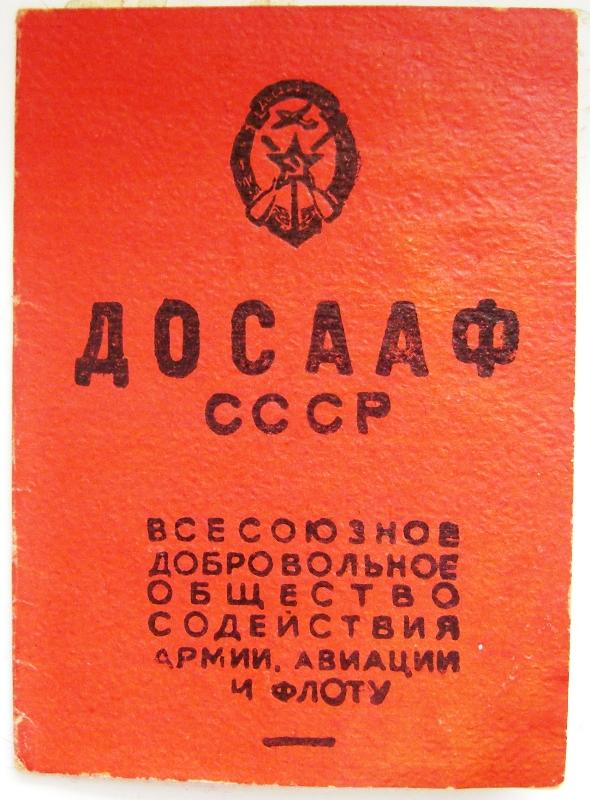 ДОСААФ
СССР
ВСЕСОЮЗНОЕ
ДОБРОВОЛЬНОЕ
ОБЩЕСТВО
СОДЕЙСТВИЯ
АРМИИ, АВИАЦИИ
И ФЛОТУ